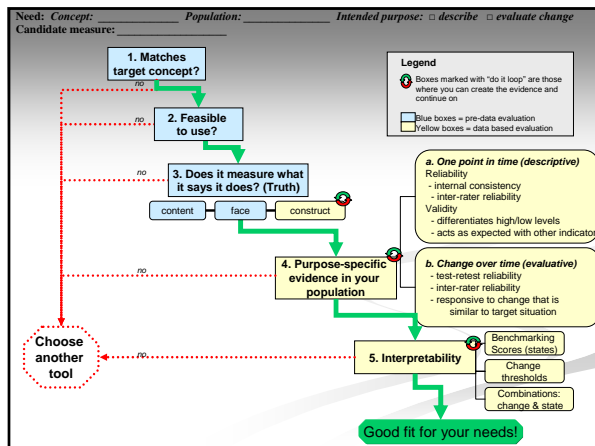 Need: Concept: ______________ Population: ______________ Intended purpose: □ describe □ evaluate change
Candidate measure: ____________________
1. Matches
target concept?
no
2. Feasible
to use?
no
3. Does it measure what
it says it does? (Truth)
no
content
face
construct
Legend
Boxes marked with “do it loop” are those
where you can create the evidence and
continue on
Blue boxes = pre-data evaluation
Yellow boxes = data based evaluation
a. One point in time (descriptive)
Reliability
- internal consistency
- inter-rater reliability
Validity
- differentiates high/low levels
- acts as expected with other indicator
no
4. Purpose-specific
evidence in your
population
b. Change over time (evaluative)
- test-retest reliability
- inter-rater reliability
- responsive to change that is
similar to target situation
Choose
another
tool
no
5. Interpretability
Benchmarking
Scores (states)
Change
thresholds
Combinations:
change & state
Good fit for your needs!